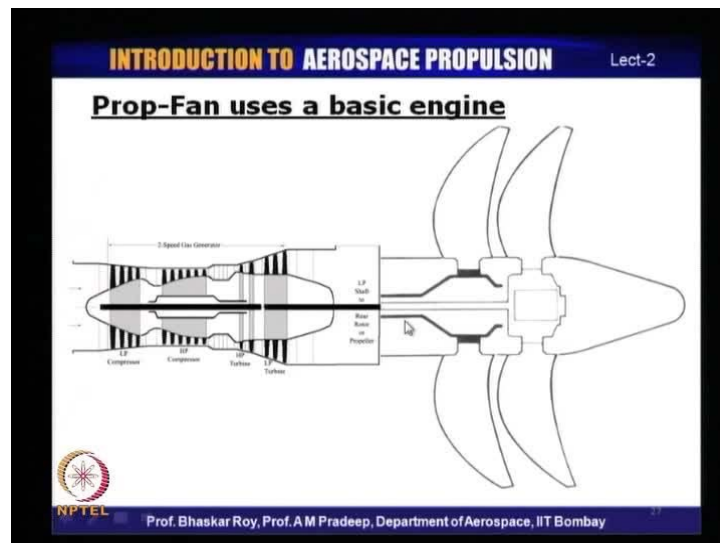 INTRODUCTION TO AEROSPACE PROPULSION
Lect-2
Prop-Fan uses a basic engine
2-Speed Gas Generator
LP
Shaft
to
Rear
Rotor
or
Propeller
LP
Compressor
HP
Compressor
HP
Turbine
LP
Turbine
NPTEL
Prof. Bhaskar Roy, Prof. A M Pradeep, Department of Aerospace, IIT Bombay
27